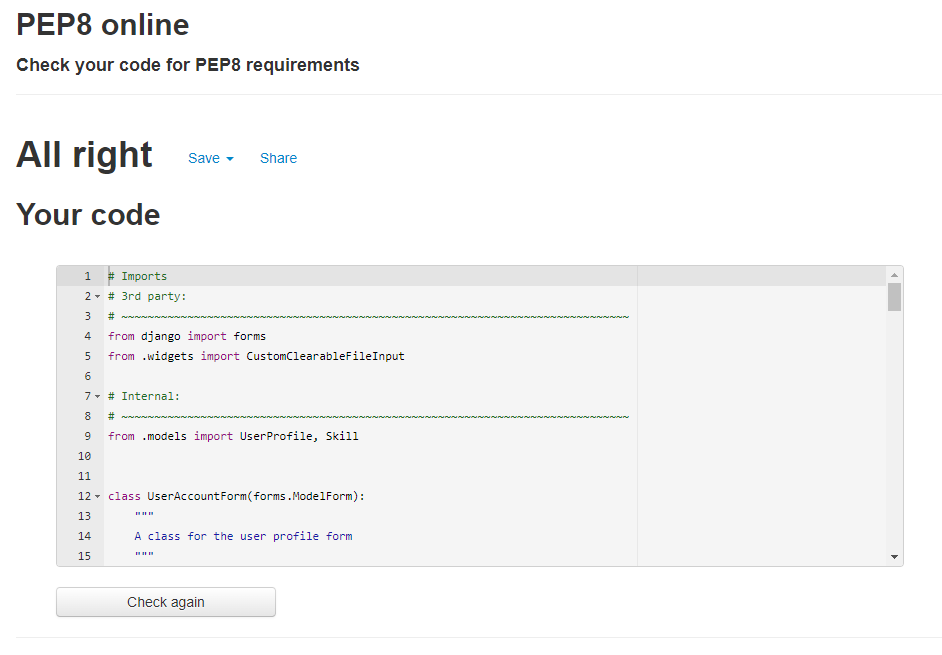 PEP8 online
Check your code for PEP8 requirements
All right Save Share
Your code
1 # Imports
2 # 3rd party:
3 # ~~~~~~~~~~~~~~~~~~~~~~~~~~~~~~~~~~~~~~~~~~~~~~~~~~~~~~~~~~~~~~~~~~~~~~~~~~~~~
4 from django import forms
5 from .widgets import CustomClearableFileInput
6
7 # Internal:
8 # ~~~~~~~~~~~~~~~~~~~~~~~~~~~~~~~~~~~~~~~~~~~~~~~~~~~~~~~~~~~~~~~~~~~~~~~~~~~~~
9 from .models import UserProfile, Skill
10
11
12 class UserAccountForm(forms.ModelForm):
13     """
14     A class for the user profile form
15     """
Check again